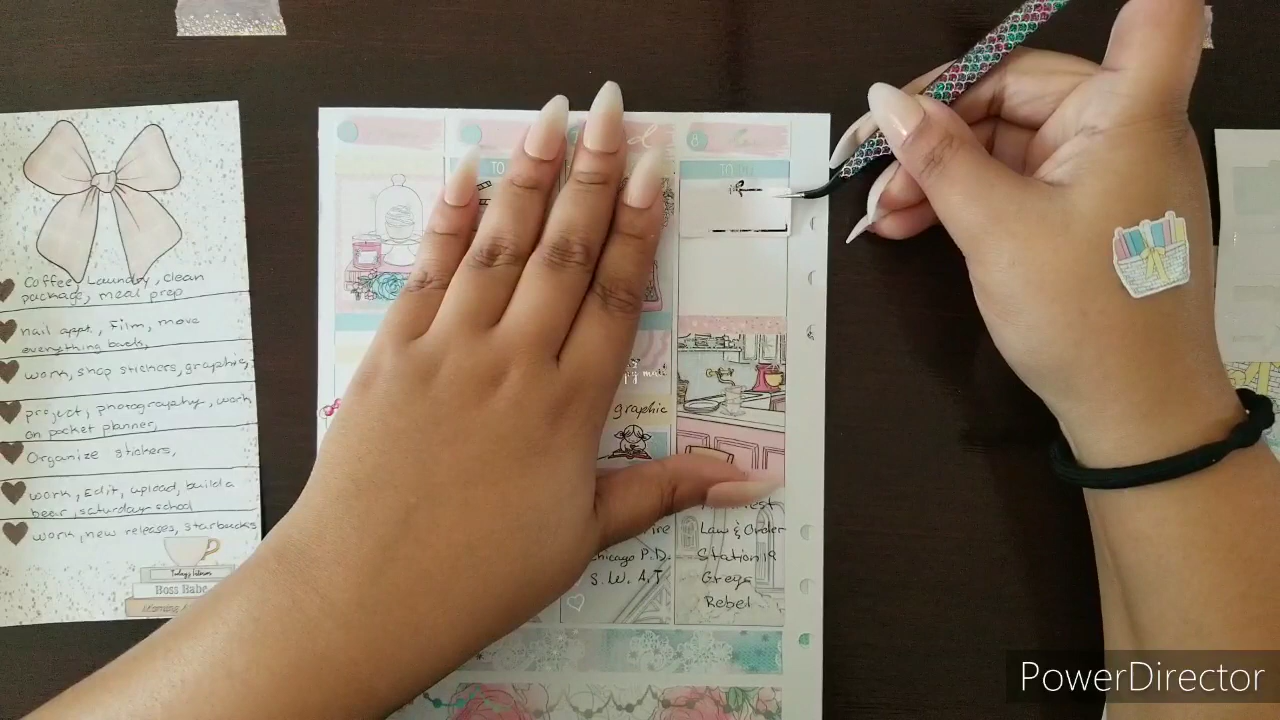 Coffee, Laundry, clean
package, meal prep
nail appt., Film, move
everything back,
work, shop stickers, graphic,
project, photography, work
on pocket planner,
Organize stickers,
work, Edit, upload, build a
bear, saturday school
work, new releases, starbucks
Boss Babe
TO
8
graphic
Chicago P.D.
S.W.A.T
Law & Order
Station 19
Greys
Rebel
PowerDirector